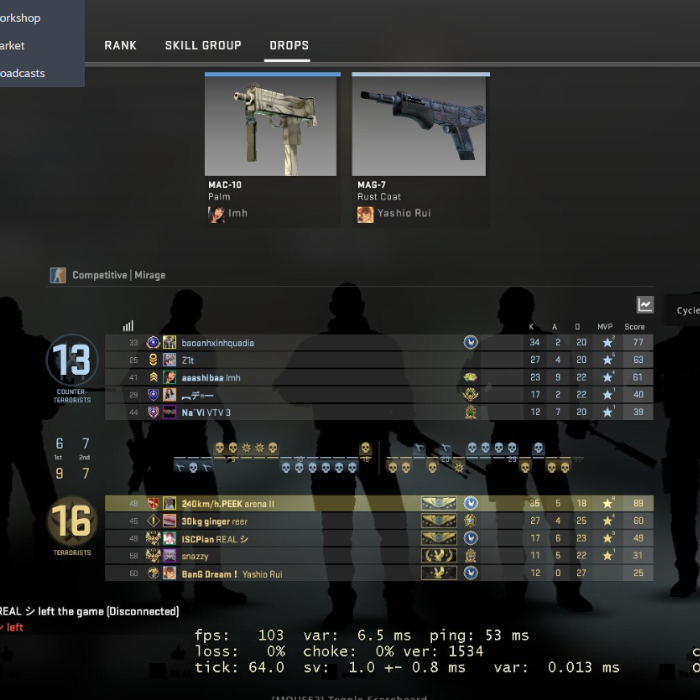 orkshop
arket
oadcasts
RANK SKILL GROUP DROPS
MAC-10
Palm
lmh
MAG-7
Rust Coat
Yashio Rui
Competitive | Mirage
Cycle
K A D MVP Score
13
COUNTER-
TERRORISTS
33 baoanhxinhquadia 34 2 20 77
25 Z1t 27 4 20 63
41 aaashibaa lmh 23 9 22 61
29 17 2 22 1 40
44 Na`Vi VTV 3 12 7 20 1 39
6 7
1st 2nd
9 7
16
TERRORISTS
48 240km/h.PEEK arena II 35 5 18 89
45 30kg ginger reer 27 4 25 60
49 ISCPian REAL シ 17 6 23 49
58 snazzy 11 5 22 1 31
60 BanG Dream！ Yashio Rui 12 0 27 25
REAL シ left the game (Disconnected)
left
fps: 103 var: 6.5 ms ping: 53 ms
loss: 0% choke: 0% ver: 1534
tick: 64.0 sv: 1.0 +- 0.8 ms var: 0.013 ms
[MOUSE2] Toggle Scoreboard